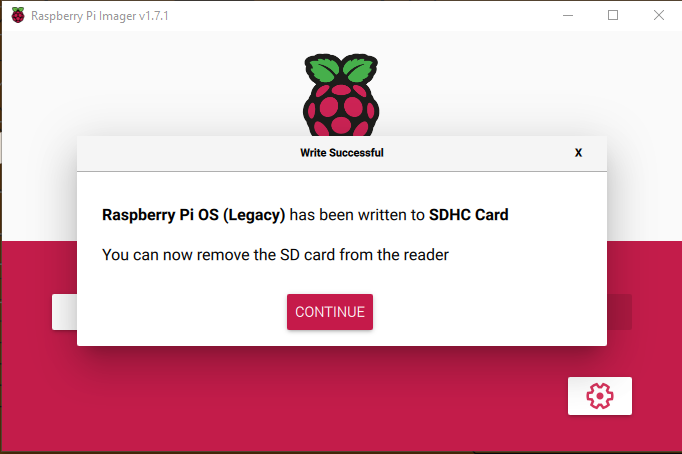 Raspberry Pi Imager v1.7.1
Write Successful X
Raspberry Pi OS (Legacy) has been written to SDHC Card
You can now remove the SD card from the reader
CONTINUE